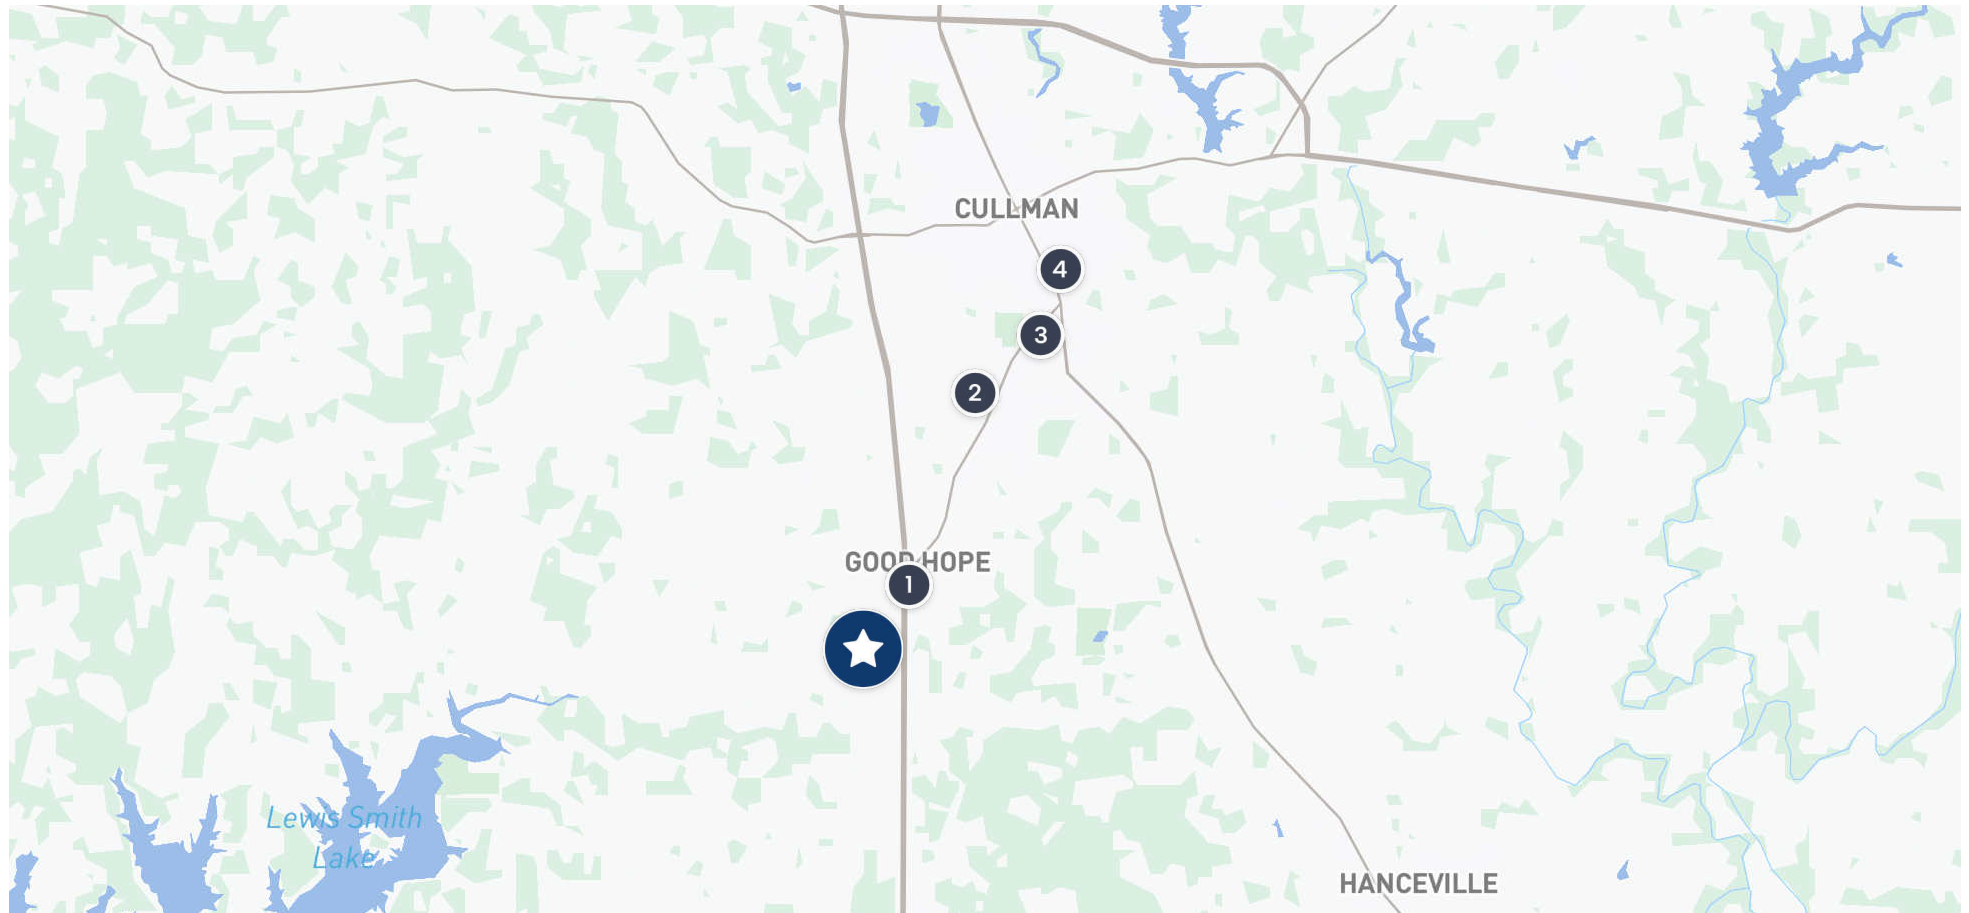 CULLMAN
4
3
2
GOOD HOPE
1
Lewis Smith
Lake
HANCEVILLE